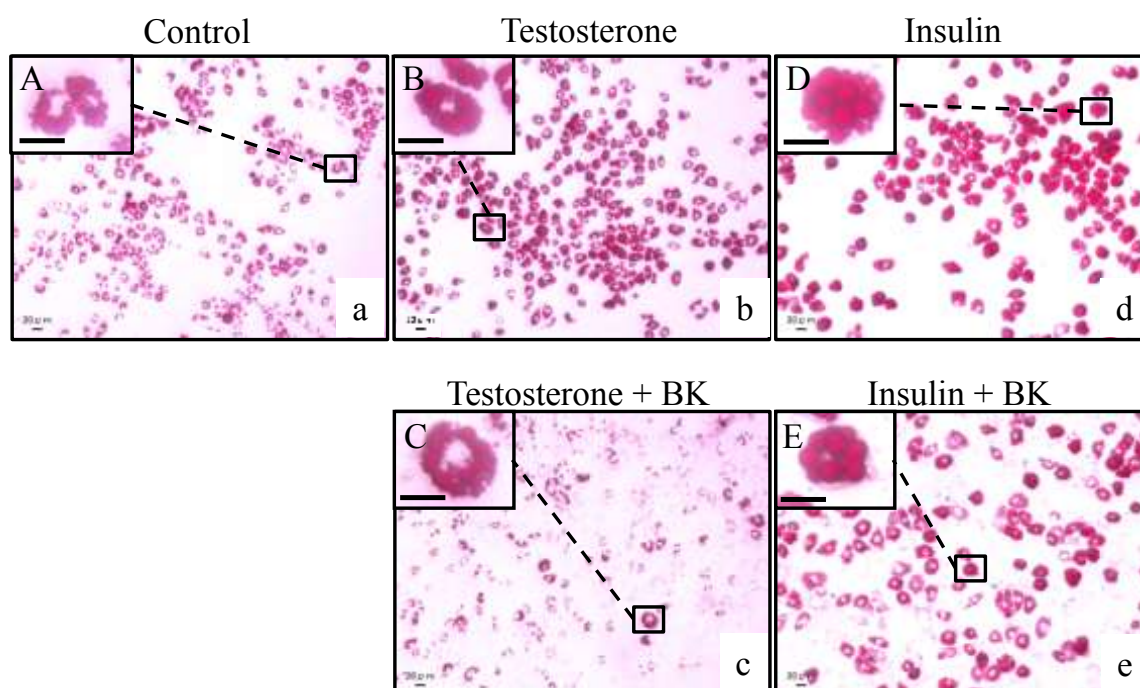 Control
Testosterone
Insulin
A
B
D
a
b
d
Testosterone + BK
Insulin + BK
C
E
c
e